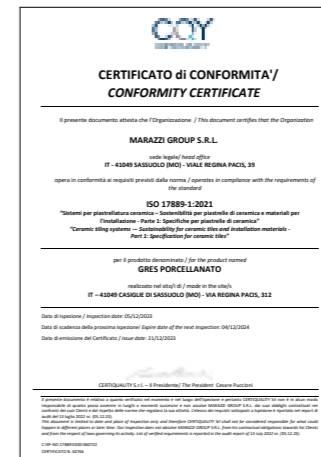 CQY
CERTIQUALITY
CERTIFICATO di CONFORMITA'/
CONFORMITY CERTIFICATE
Il presente documento attesta che l'Organizzazione / This document certifies that the Organization
MARAZZI GROUP S.R.L.
sede legale/ head office
IT - 41049 SASSUOLO (MO) - VIALE REGINA PACIS, 39
opera in conformità ai requisiti previsti dalla norma / operates in compliance with the requirements of
the standard
ISO 17889-1:2021
"Sistemi per piastrellatura ceramica – Sostenibilità per piastrelle di ceramica e materiali per
l'installazione - Parte 1: Specifiche per piastrelle di ceramica"
"Ceramic tiling systems — Sustainability for ceramic tiles and installation materials -
Part 1: Specification for ceramic tiles"
per il prodotto denominato / for the product named
GRES PORCELLANATO
realizzato nel sito/i di / made in the site/s
IT – 41049 CASIGLIE DI SASSUOLO (MO) - VIA REGINA PACIS, 312
Data di Ispezione / Inspection date: 05/12/2023
Data di scadenza della prossima ispezione/ Expire date of the next inspection: 04/12/2024
Data di emissione del Certificato / Issue date: 21/12/2023
CERTIQUALITY S.r.l. – Il Presidente/ The President Cesare Puccioni